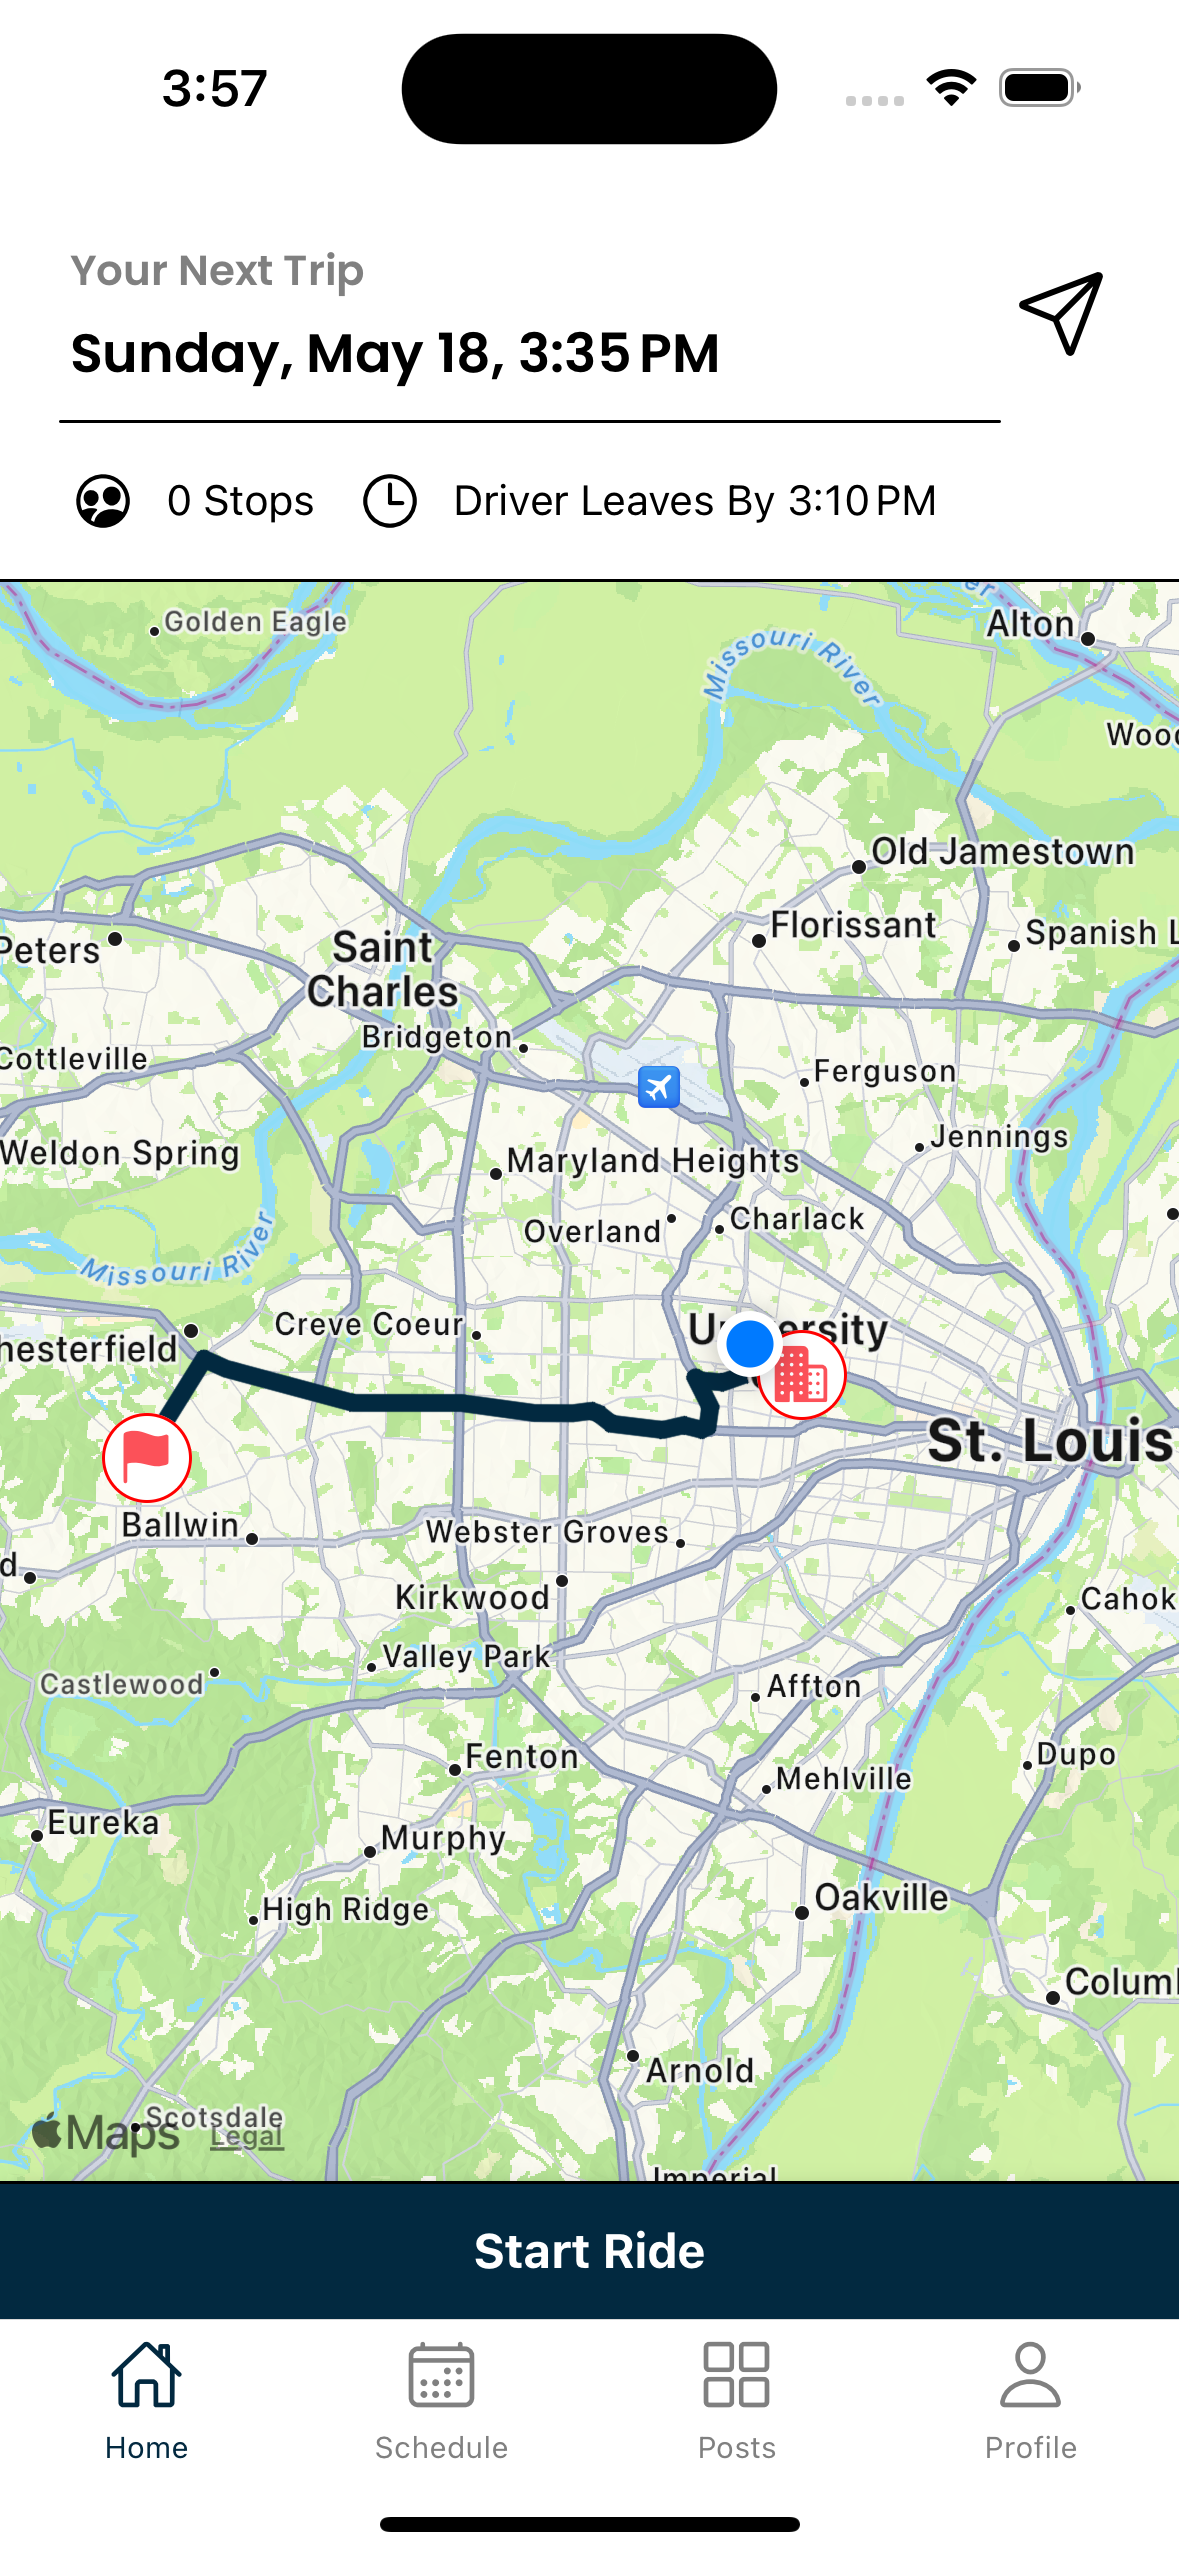 3:57
Your Next Trip
Sunday, May 18, 3:35 PM
0 Stops
Driver Leaves By 3:10 PM
Golden Eagle
Missouri River
er
Alton
Wood
Old Jamestown
Florissant
Spanish L
Peters
Saint
Charles
Bridgeton
Cottleville
Ferguson
Jennings
Weldon Spring
Maryland Heights
Charlack
Overland
Missouri River
Creve Coeur
hesterfield
St. Louis
Ballwin
Webster Groves
d
Kirkwood
Cahok
Valley Park
Castlewood
Affton
Fenton
Dupo
Mehlville
Eureka
Murphy
Oakville
High Ridge
Colum
Arnold
Scotsdale
Maps
Legal
Imperial
Start Ride
Home
Schedule
Posts
Profile